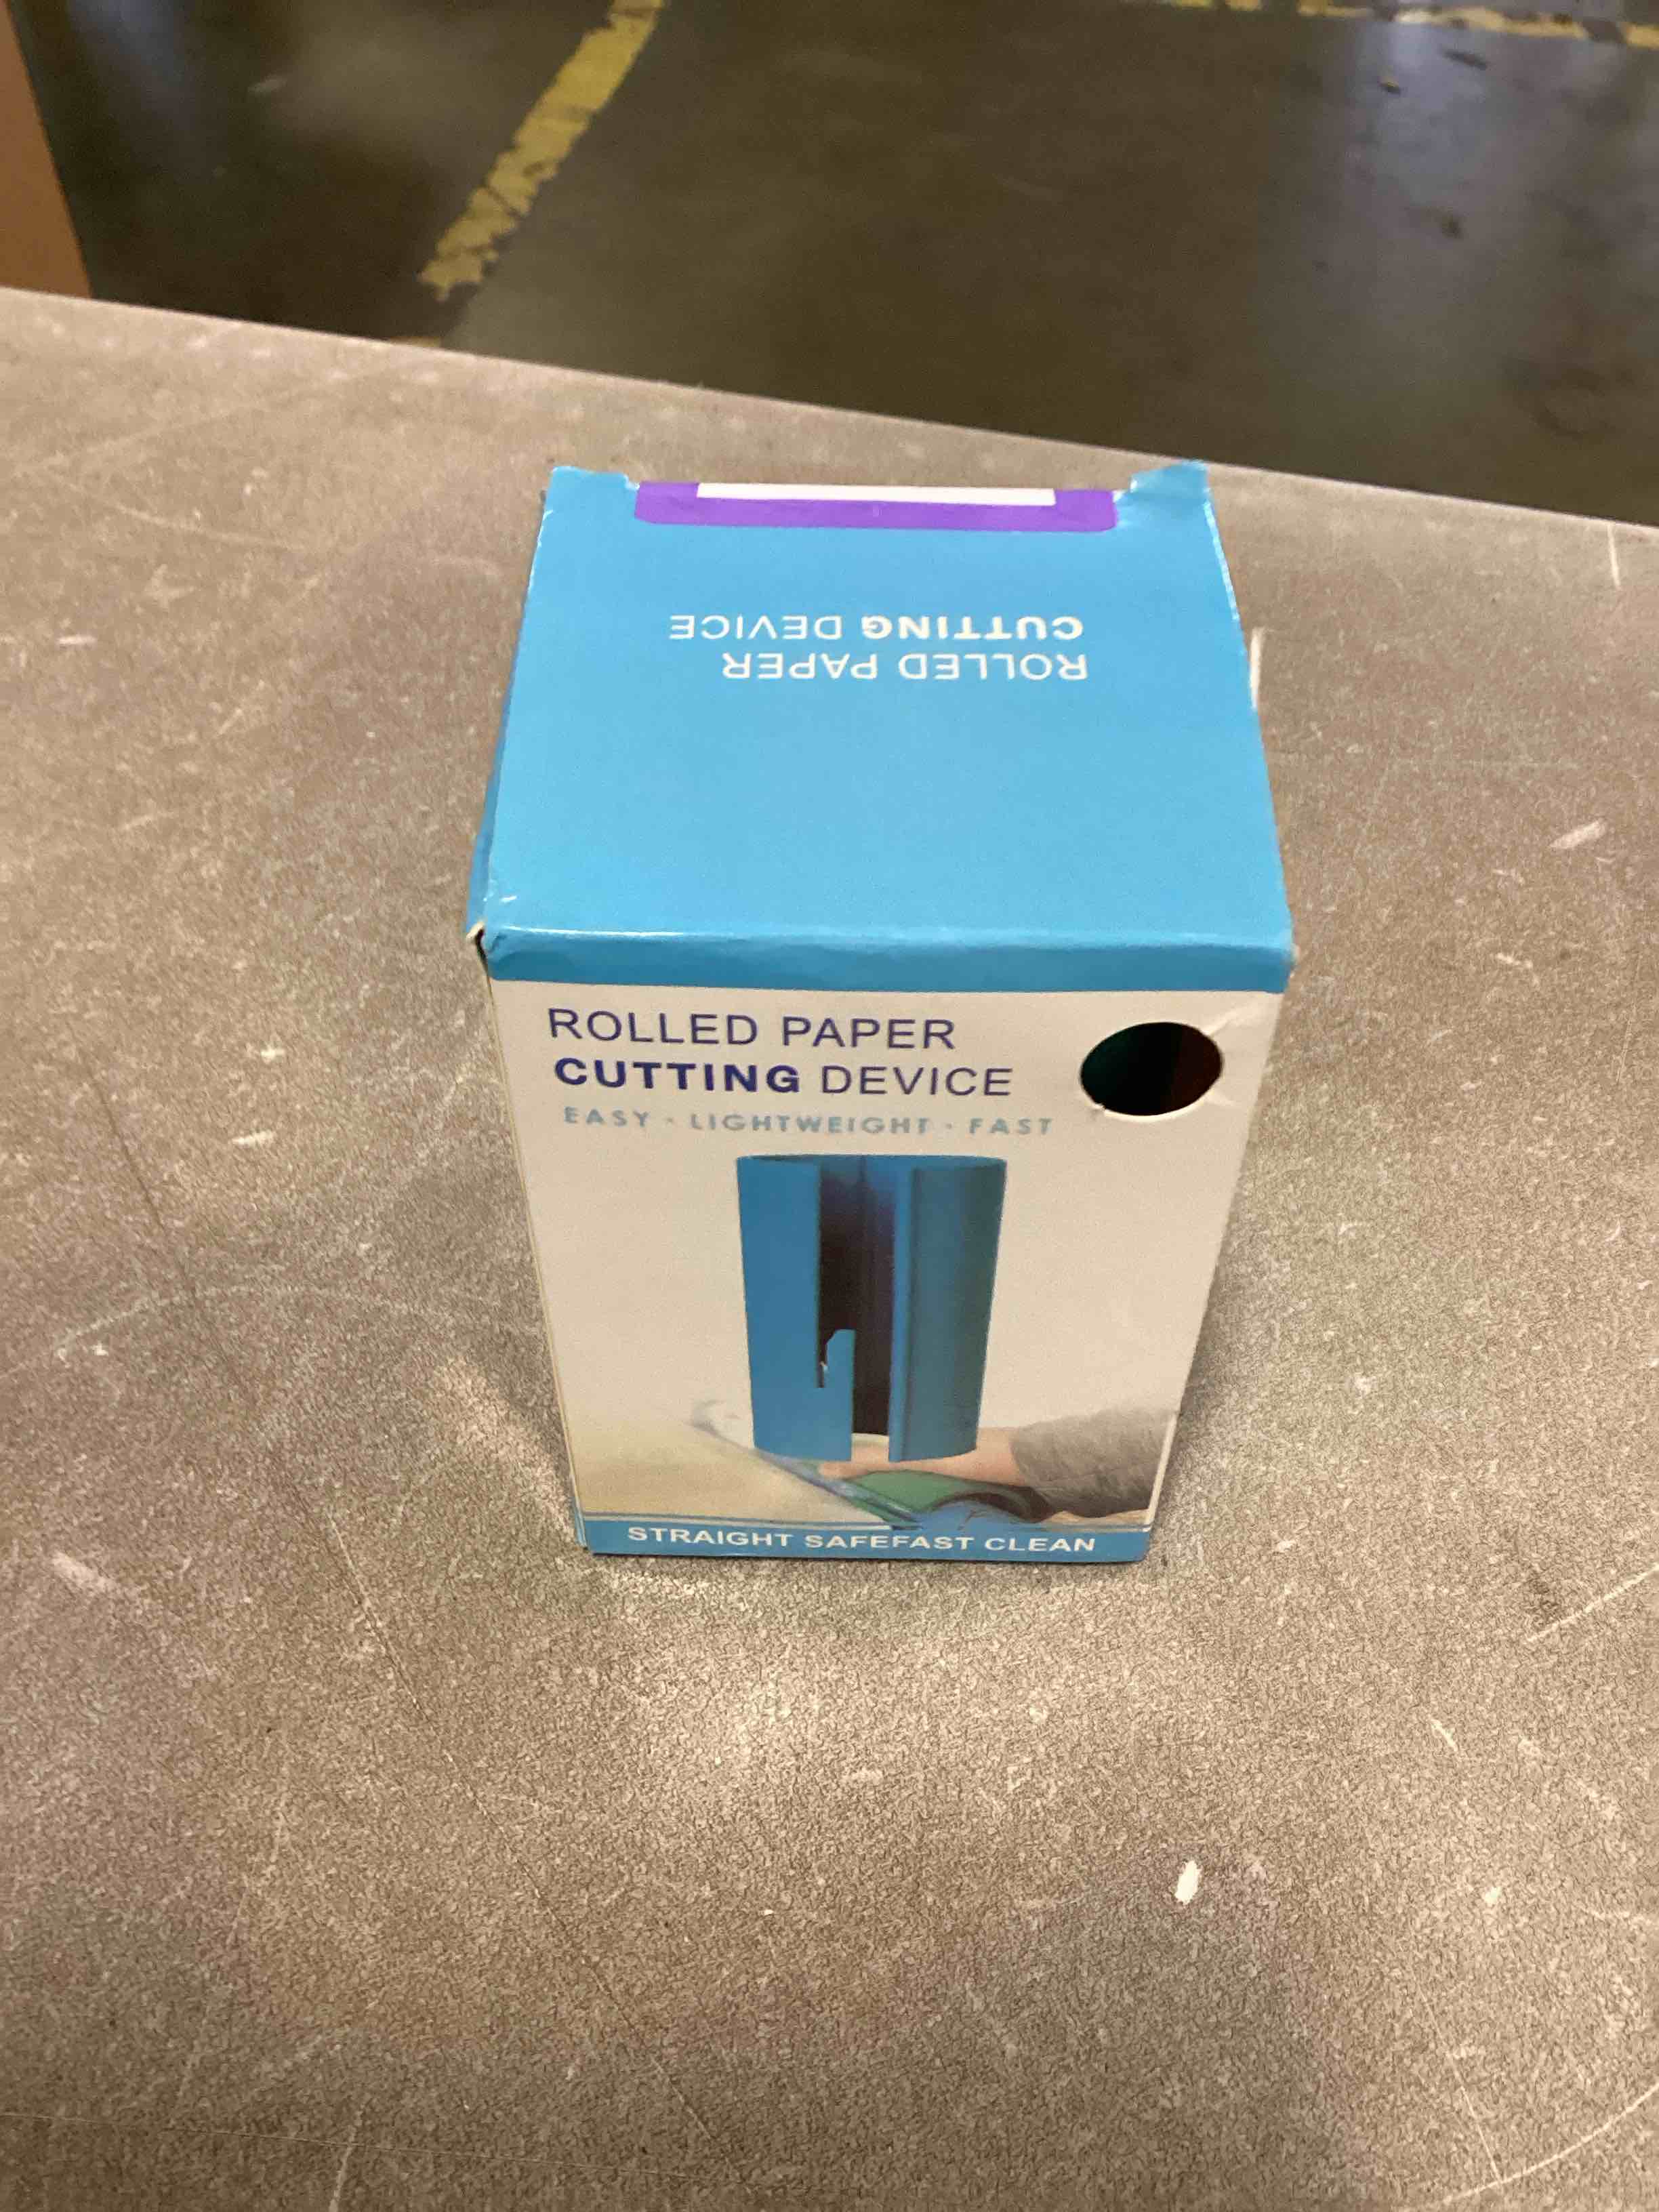 ROLLED PAPER
CUTTING DEVICE
ROLLED PAPER
CUTTING DEVICE
EASY · LIGHTWEIGHT · FAST
STRAIGHT SAFEFAST CLEAN